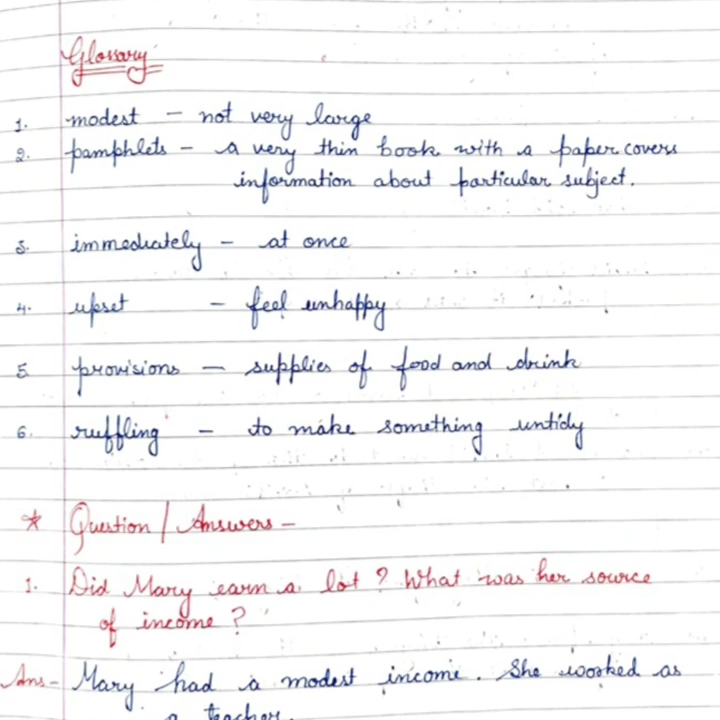 Glossary
1. modest - not very large
2. pamphlets - a very thin book with a paper covers
information about particular subject.
3. immediately - at once
4. upset - feel unhappy
5. provisions - supplies of food and drink
6. ruffling - to make something untidy
* Question / Answers -
1. Did Mary earn a lot ? What was her source
of income ?
Ans - Mary had a modest income. She worked as
a teacher.